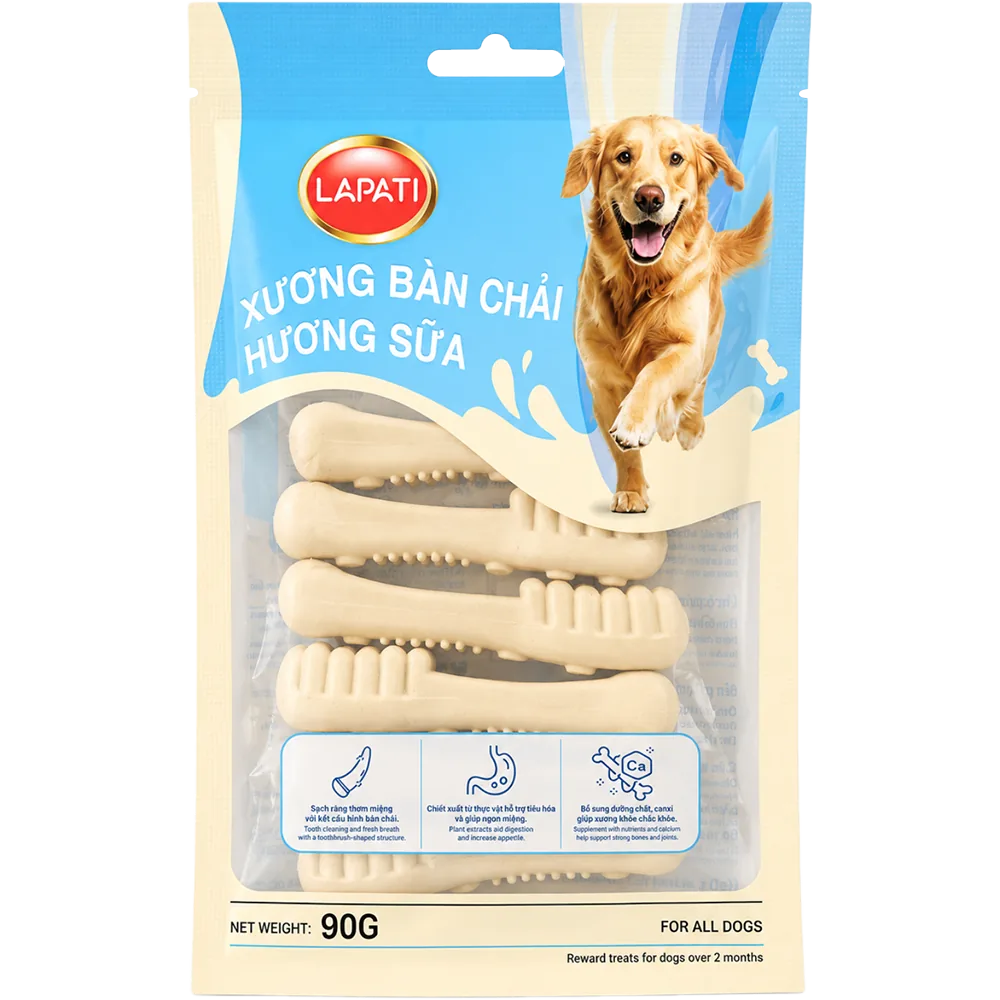 LAPATI
XƯƠNG BÀN CHẢI
HƯƠNG SỮA
Sạch răng thơm miệng
với kết cấu hình bàn chải.
Tooth cleaning and fresh breath
with a toothbrush-shaped structure.
Chiết xuất từ thực vật hỗ trợ tiêu hóa
và giúp ngon miệng.
Plant extracts aid digestion
and increase appetite.
Ca
Bổ sung dưỡng chất, canxi
giúp xương khỏe chắc khỏe.
Supplement with nutrients and calcium
help support strong bones and joints.
NET WEIGHT: 90G
FOR ALL DOGS
Reward treats for dogs over 2 months